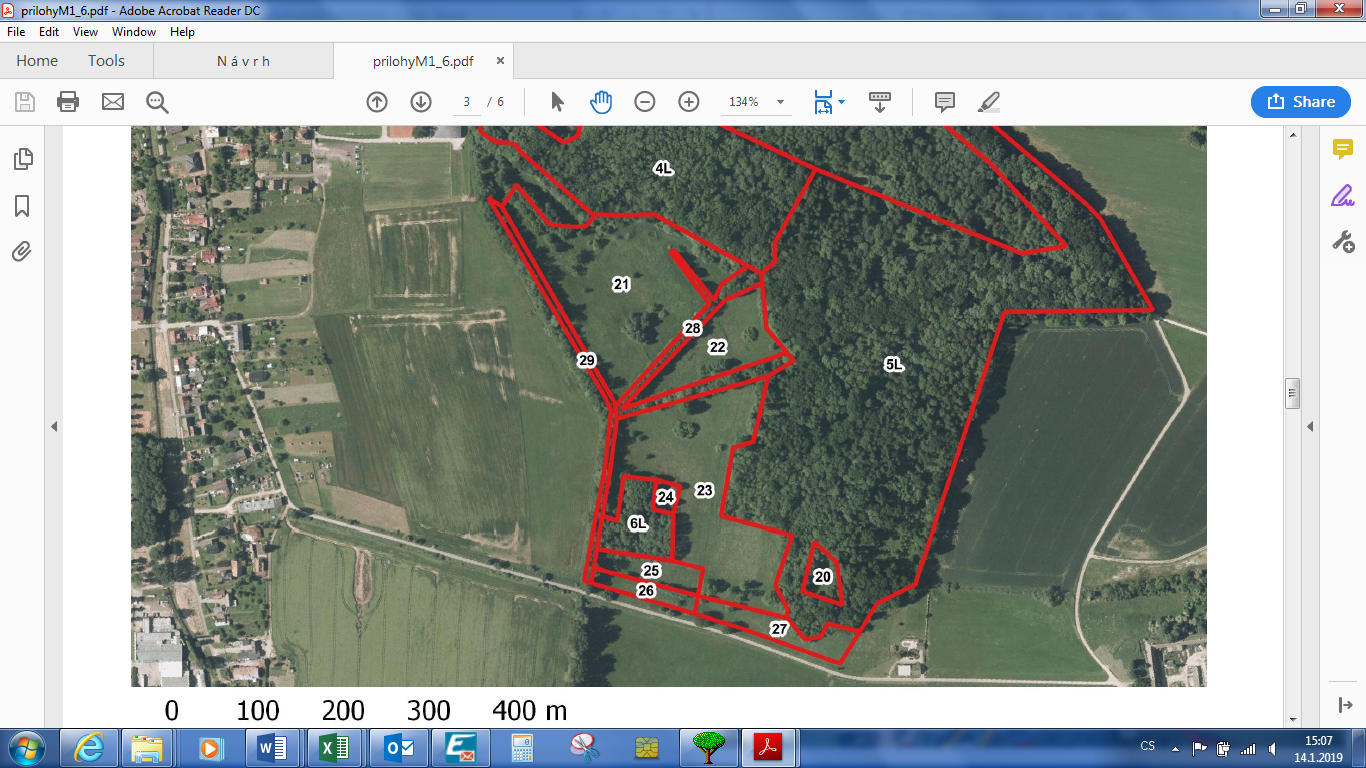 prilohyM1_6.pdf - Adobe Acrobat Reader DC
File Edit View Window Help
Home Tools N á v r h prilohyM1_6.pdf ×
3 / 6 134% Share
4L
21
28
22
29
5L
23
24
6L
25
20
26
27
0 100 200 300 400 m
CS 15:07
14.1.2019